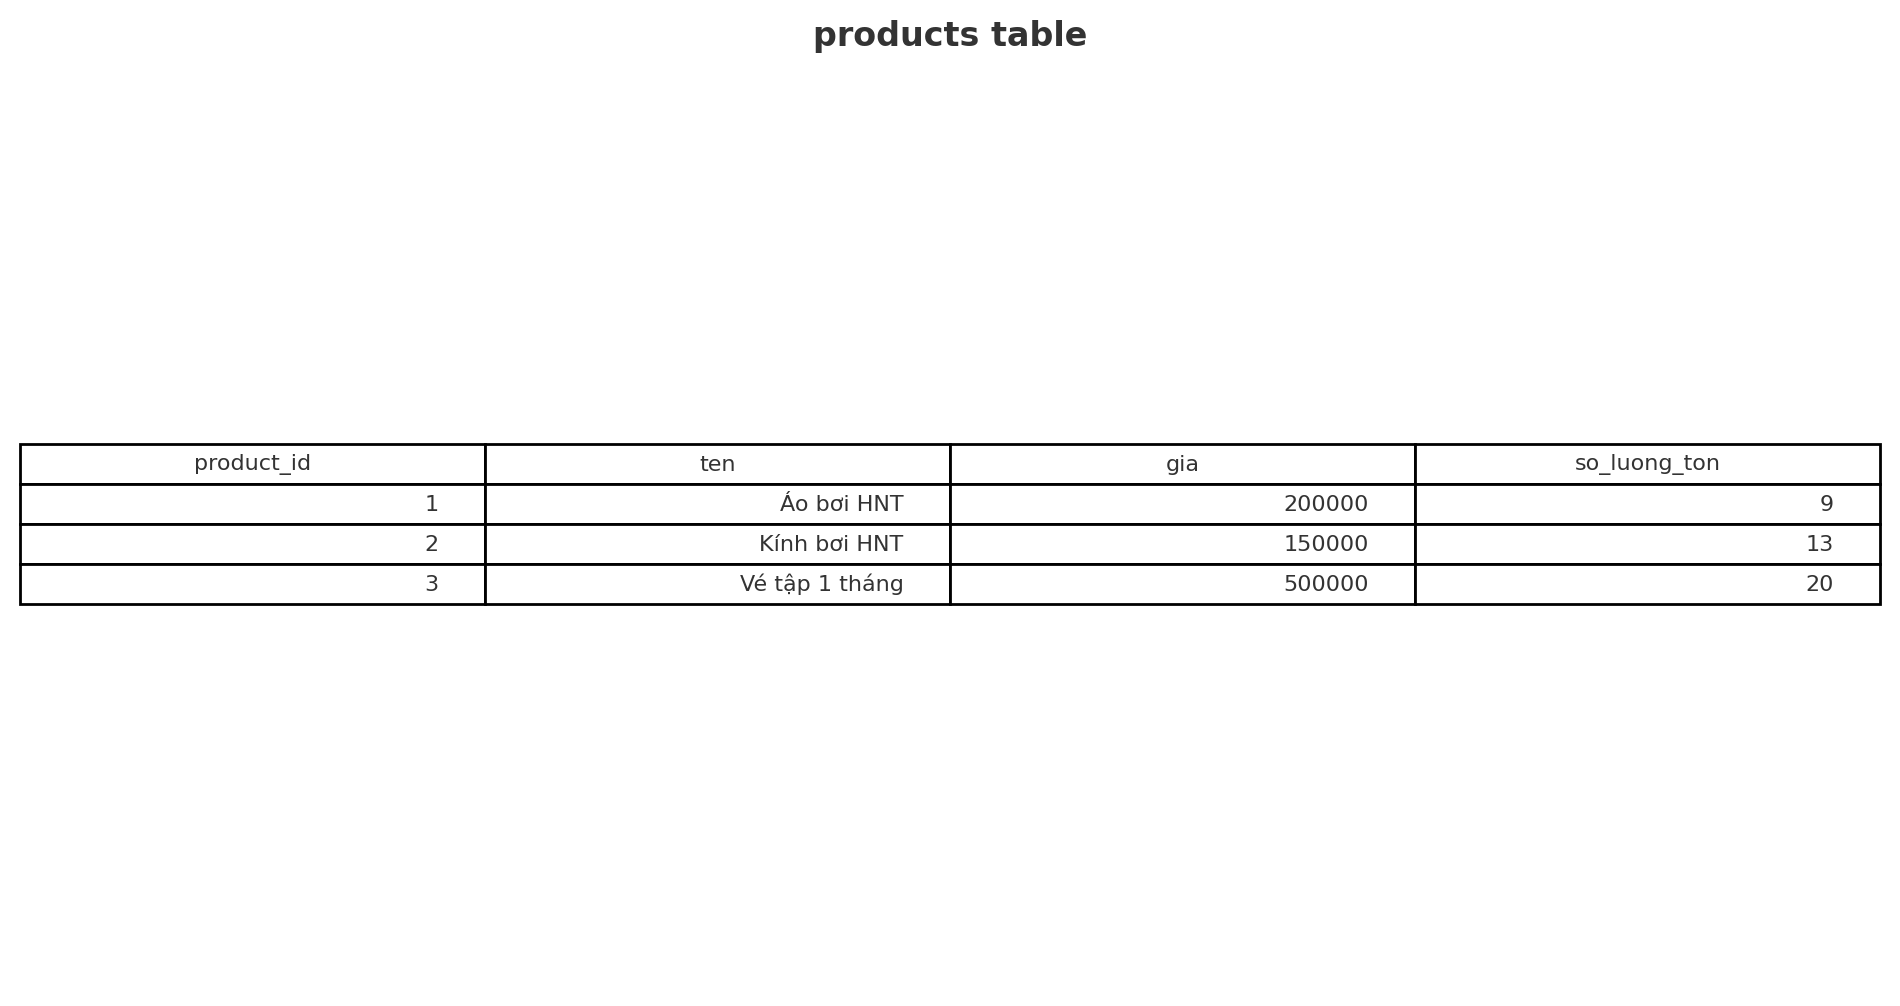 products table
product_id ten gia so_luong_ton
1 Áo bơi HNT 200000 9
2 Kính bơi HNT 150000 13
3 Vé tập 1 tháng 500000 20